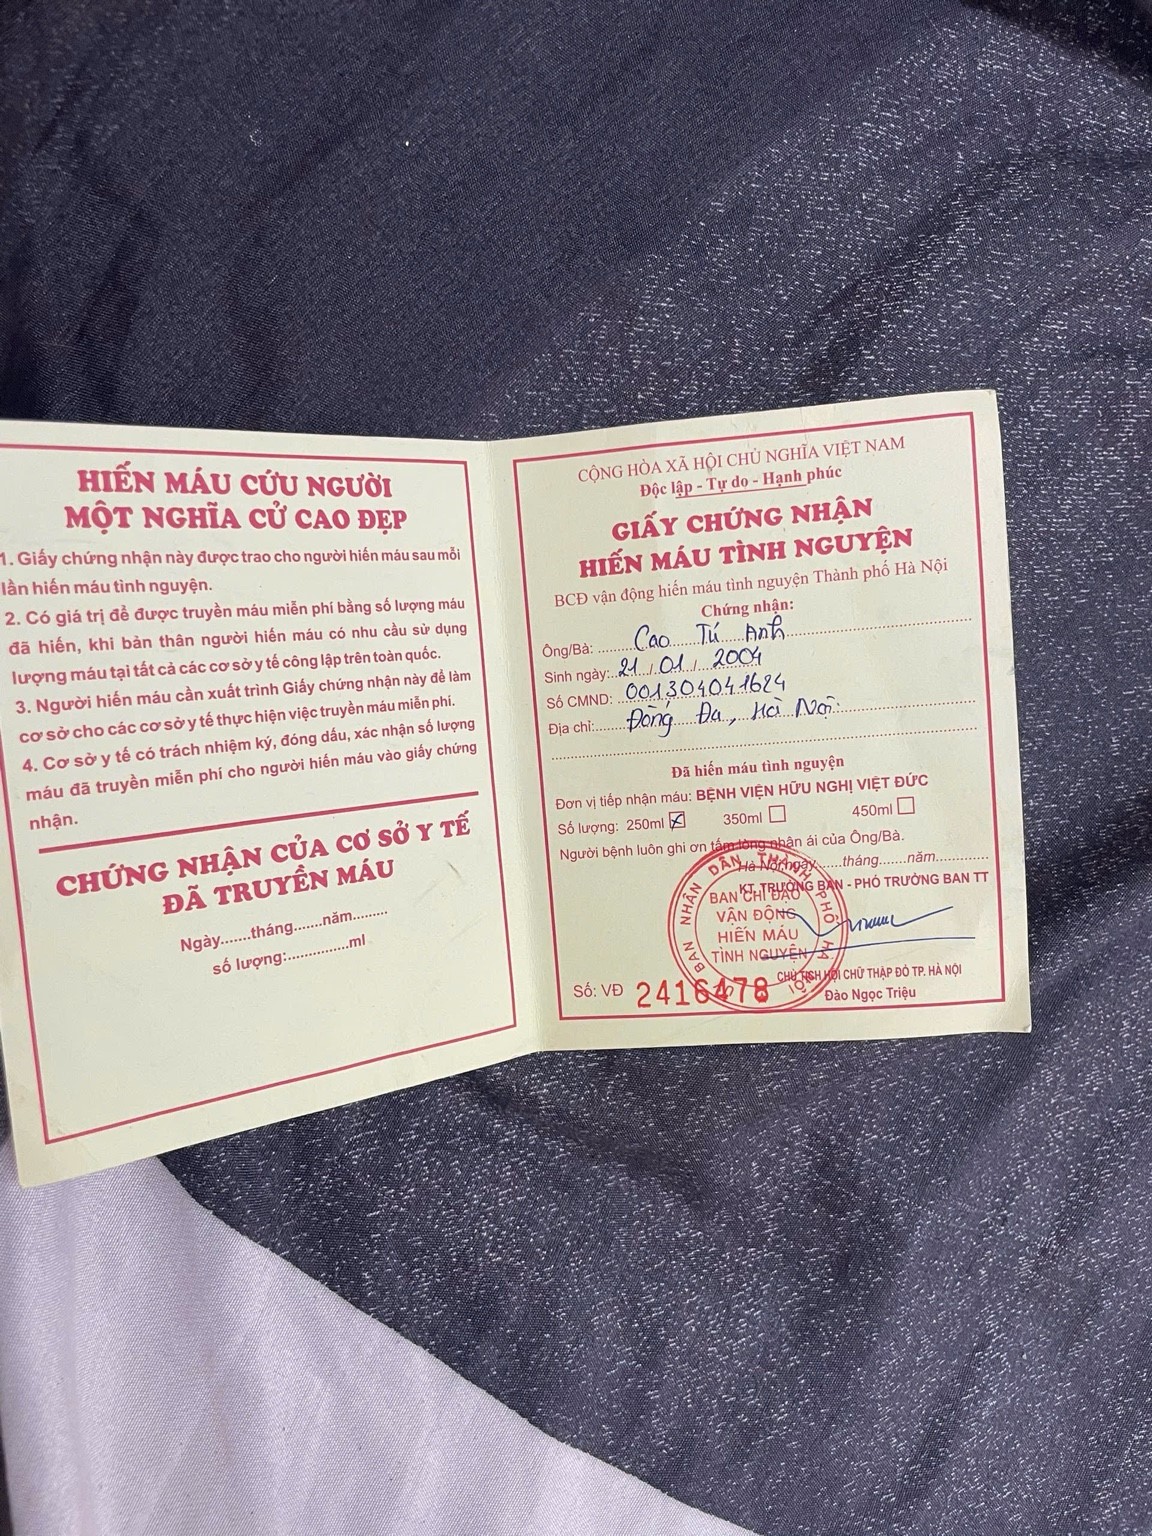 HIẾN MÁU CỨU NGƯỜI
MỘT NGHĨA CỬ CAO ĐẸP
1. Giấy chứng nhận này được trao cho người hiến máu sau mỗi
lần hiến máu tình nguyện.
2. Có giá trị để được truyền máu miễn phí bằng số lượng máu
đã hiến, khi bản thân người hiến máu có nhu cầu sử dụng
lượng máu tại tất cả các cơ sở y tế công lập trên toàn quốc.
3. Người hiến máu cần xuất trình Giấy chứng nhận này để làm
cơ sở cho các cơ sở y tế thực hiện việc truyền máu miễn phí.
4. Cơ sở y tế có trách nhiệm ký, đóng dấu, xác nhận số lượng
máu đã truyền miễn phí cho người hiến máu vào giấy chứng
nhận.
CHỨNG NHẬN CỦA CƠ SỞ Y TẾ
ĐÃ TRUYỀN MÁU
Ngày.......tháng.......năm.........
số lượng:...............ml
CỘNG HÒA XÃ HỘI CHỦ NGHĨA VIỆT NAM
Độc lập - Tự do - Hạnh phúc
GIẤY CHỨNG NHẬN
HIẾN MÁU TÌNH NGUYỆN
BCĐ vận động hiến máu tình nguyện Thành phố Hà Nội
Chứng nhận:
Ông/Bà: Cao Tú Anh
Sinh ngày: 21/01/2004
Số CMND: 001304041624
Địa chỉ: Đống Đa, Hà Nội
Đã hiến máu tình nguyện
Đơn vị tiếp nhận máu: BỆNH VIỆN HỮU NGHỊ VIỆT ĐỨC
Số lượng: 250ml 350ml 450ml
Người bệnh luôn ghi ơn tấm lòng nhân ái của Ông/Bà.
Hà Nội, ngày.......tháng.......năm............
KT. TRƯỞNG BAN - PHÓ TRƯỞNG BAN TT
BAN NHÂN DÂN THÀNH PHỐ HÀ NỘI
BAN CHỈ ĐẠO
VẬN ĐỘNG
HIẾN MÁU
TÌNH NGUYỆN
CHỦ TỊCH HỘI CHỮ THẬP ĐỎ TP. HÀ NỘI
Số: VĐ 2416478
Đào Ngọc Triệu